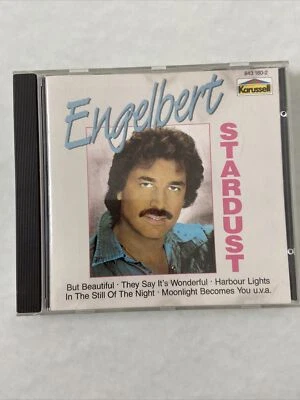 843 180-2
Karussell
Engelbert
STARDUST
But Beautiful · They Say It's Wonderful · Harbour Lights
In The Still Of The Night · Moonlight Becomes You u.v.a.